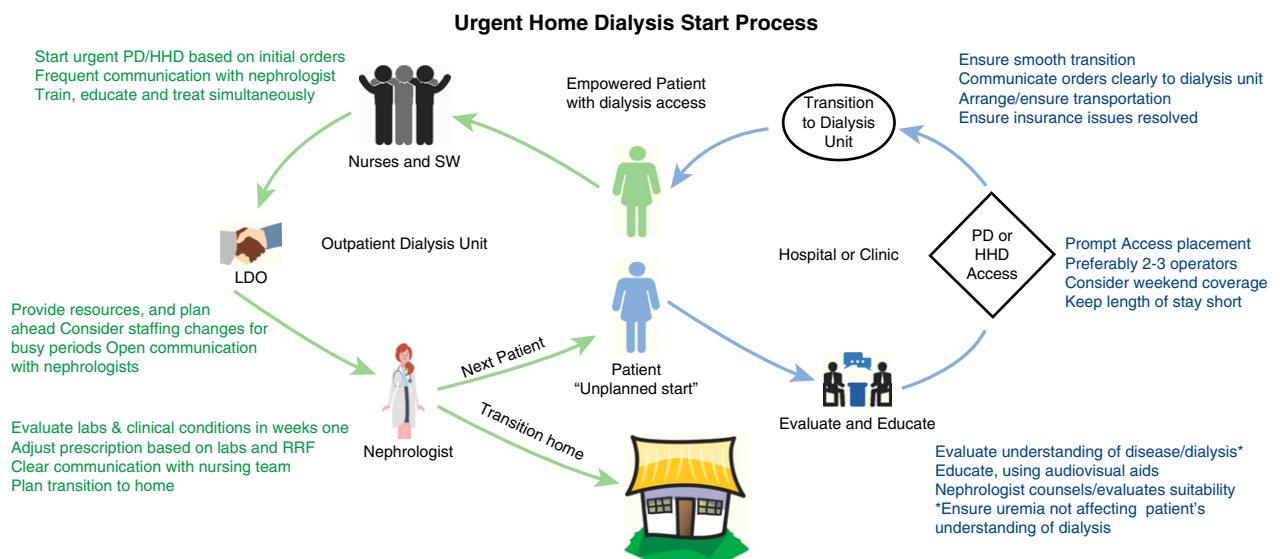 Urgent Home Dialysis Start Process
Start urgent PD/HHD based on initial orders
Frequent communication with nephrologist
Train, educate and treat simultaneously
Nurses and SW
Empowered Patient
with dialysis access
Transition
to Dialysis
Unit
Ensure smooth transition
Communicate orders clearly to dialysis unit
Arrange/ensure transportation
Ensure insurance issues resolved
LDO
Outpatient Dialysis Unit
Hospital or Clinic
PD or
HHD
Access
Prompt Access placement
Preferably 2-3 operators
Consider weekend coverage
Keep length of stay short
Provide resources, and plan
ahead Consider staffing changes for
busy periods Open communication
with nephrologists
Nephrologist
Next Patient
Transition home
Patient
“Unplanned start”
Evaluate and Educate
Evaluate labs & clinical conditions in weeks one
Adjust prescription based on labs and RRF
Clear communication with nursing team
Plan transition to home
Evaluate understanding of disease/dialysis*
Educate, using audiovisual aids
Nephrologist counsels/evaluates suitability
*Ensure uremia not affecting patient’s
understanding of dialysis